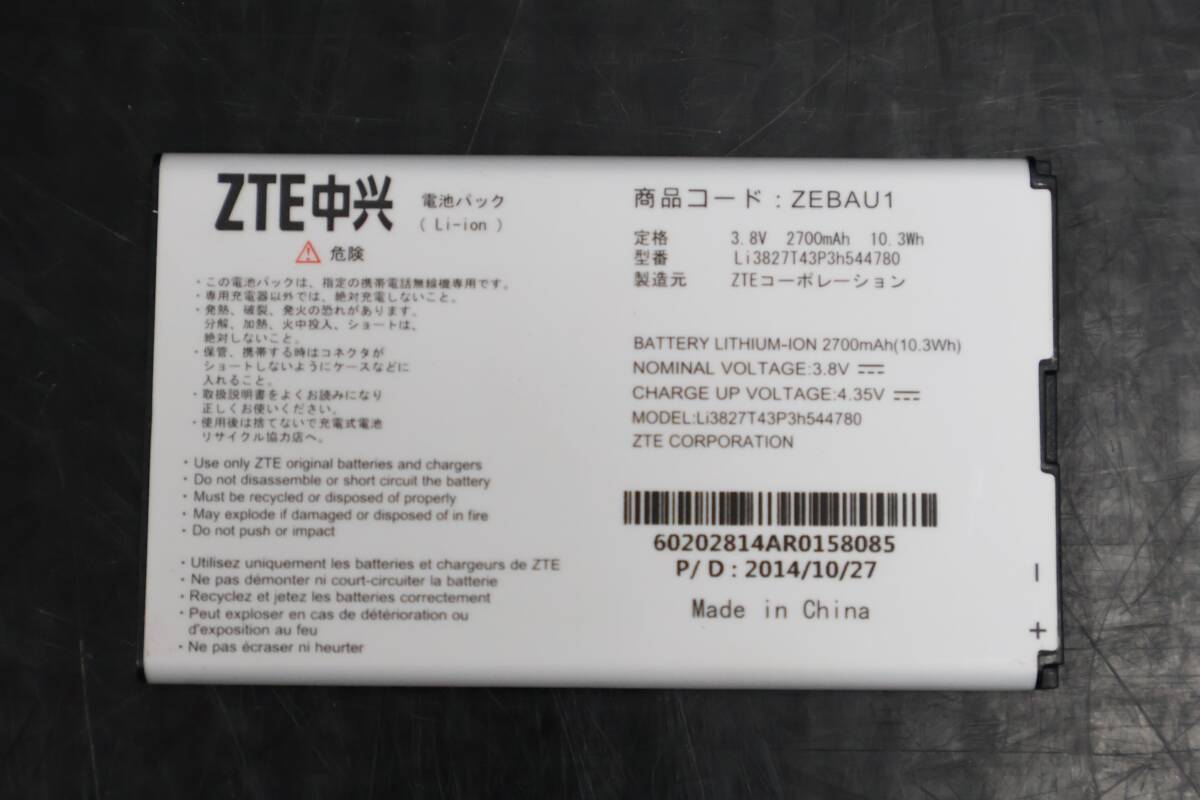 ZTE中兴
電池パック
( Li-ion )
⚠ 危険
・この電池パックは、指定の携帯電話無線機専用です。
・専用充電器以外では、絶対充電しないこと。
・発熱、破裂、発火の恐れがあります。
分解、加熱、火中投入、ショートは、
絶対しないこと。
・保管、携帯する時はコネクタが
ショートしないようにケースなどに
入れること。
・取扱説明書をよくお読みになり
正しくお使いください。
・使用後は捨てないで充電式電池
リサイクル協力店へ。
・Use only ZTE original batteries and chargers
・Do not disassemble or short circuit the battery
・Must be recycled or disposed of properly
・May explode if damaged or disposed of in fire
・Do not push or impact
・Utilisez uniquement les batteries et chargeurs de ZTE
・Ne pas démonter ni court-circuiter la batterie
・Recyclez et jetez les batteries correctement
・Peut exploser en cas de détérioration ou
d'exposition au feu
・Ne pas écraser ni heurter
商品コード：ZEBAU1
定格 3.8V 2700mAh 10.3Wh
型番 Li3827T43P3h544780
製造元 ZTEコーポレーション
BATTERY LITHIUM-ION 2700mAh(10.3Wh)
NOMINAL VOLTAGE:3.8V ⎓
CHARGE UP VOLTAGE:4.35V ⎓
MODEL:Li3827T43P3h544780
ZTE CORPORATION
60202814AR0158085
P/ D : 2014/10/27
Made in China
−
+